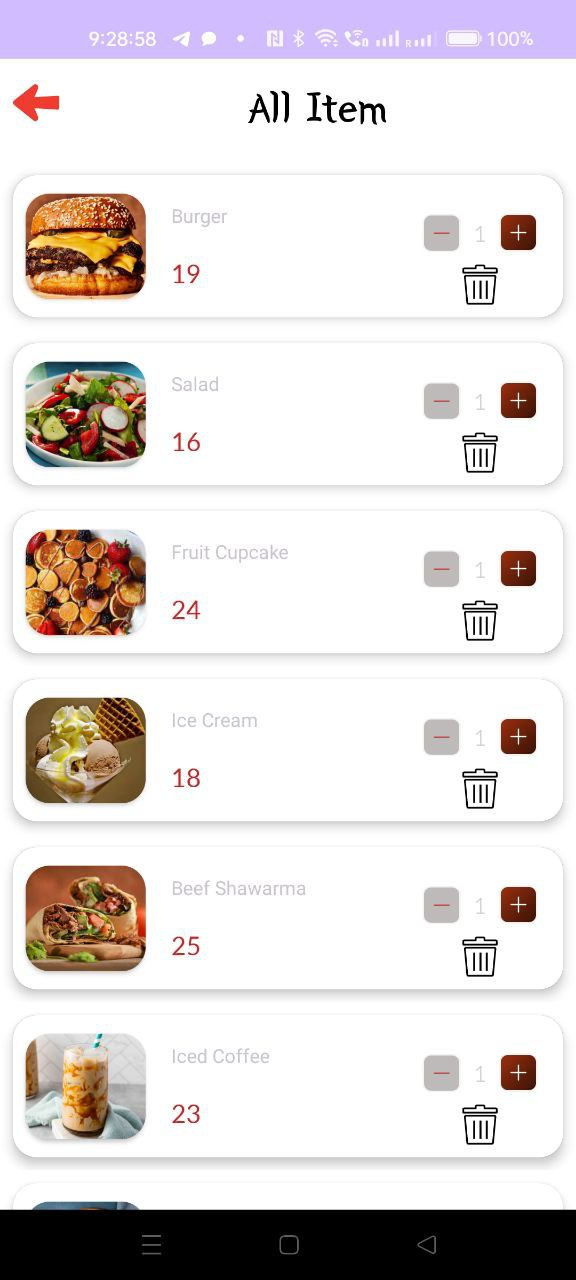 9:28:58 100%
All Item
Burger
1
19
Salad
1
16
Fruit Cupcake
1
24
Ice Cream
1
18
Beef Shawarma
1
25
Iced Coffee
1
23